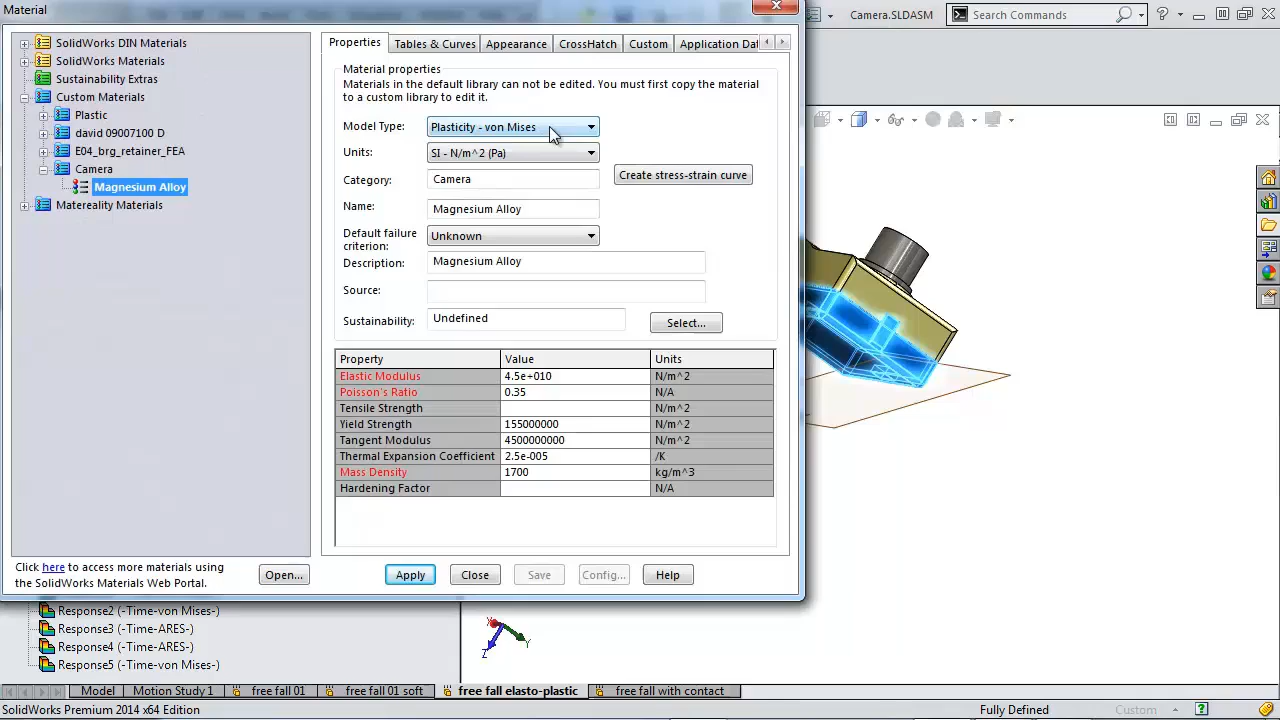 Material
Camera.SLDASM
Search Commands
SolidWorks DIN Materials
SolidWorks Materials
Sustainability Extras
Custom Materials
Plastic
david 09007100 D
E04_brg_retainer_FEA
Camera
Magnesium Alloy
Matereality Materials
Click here to access more materials using
the SolidWorks Materials Web Portal.
Open...
Properties
Tables & Curves
Appearance
CrossHatch
Custom
Application Dat
Material properties
Materials in the default library can not be edited. You must first copy the material
to a custom library to edit it.
Model Type: Plasticity - von Mises
Units: SI - N/m^2 (Pa)
Category: Camera
Create stress-strain curve
Name: Magnesium Alloy
Default failure
criterion: Unknown
Description: Magnesium Alloy
Source:
Sustainability: Undefined
Select...
Property Value Units
Elastic Modulus 4.5e+010 N/m^2
Poisson's Ratio 0.35 N/A
Tensile Strength N/m^2
Yield Strength 155000000 N/m^2
Tangent Modulus 4500000000 N/m^2
Thermal Expansion Coefficient 2.5e-005 /K
Mass Density 1700 kg/m^3
Hardening Factor N/A
Apply
Close
Save
Config...
Help
Response2 (-Time-von Mises-)
Response3 (-Time-ARES-)
Response4 (-Time-ARES-)
Response5 (-Time-von Mises-)
X
Y
Z
Model
Motion Study 1
free fall 01
free fall 01 soft
free fall elasto-plastic
free fall with contact
SolidWorks Premium 2014 x64 Edition
Fully Defined
Custom